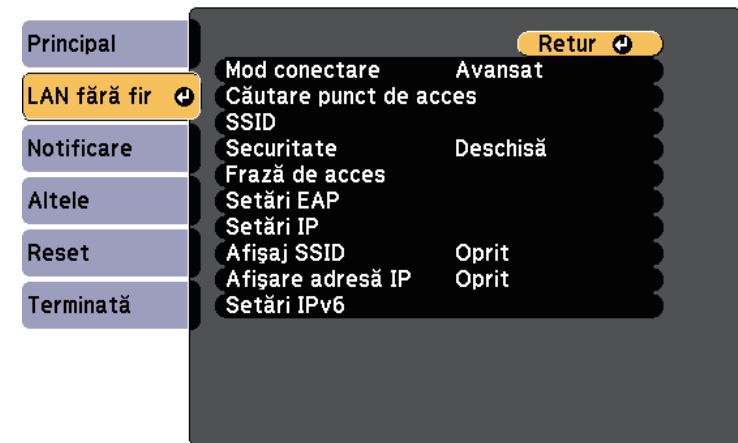 Principal
LAN fără fir
Notificare
Altele
Reset
Terminată
Retur
Mod conectare Avansat
Căutare punct de acces
SSID
Securitate Deschisă
Frază de acces
Setări EAP
Setări IP
Afişaj SSID Oprit
Afişare adresă IP Oprit
Setări IPv6